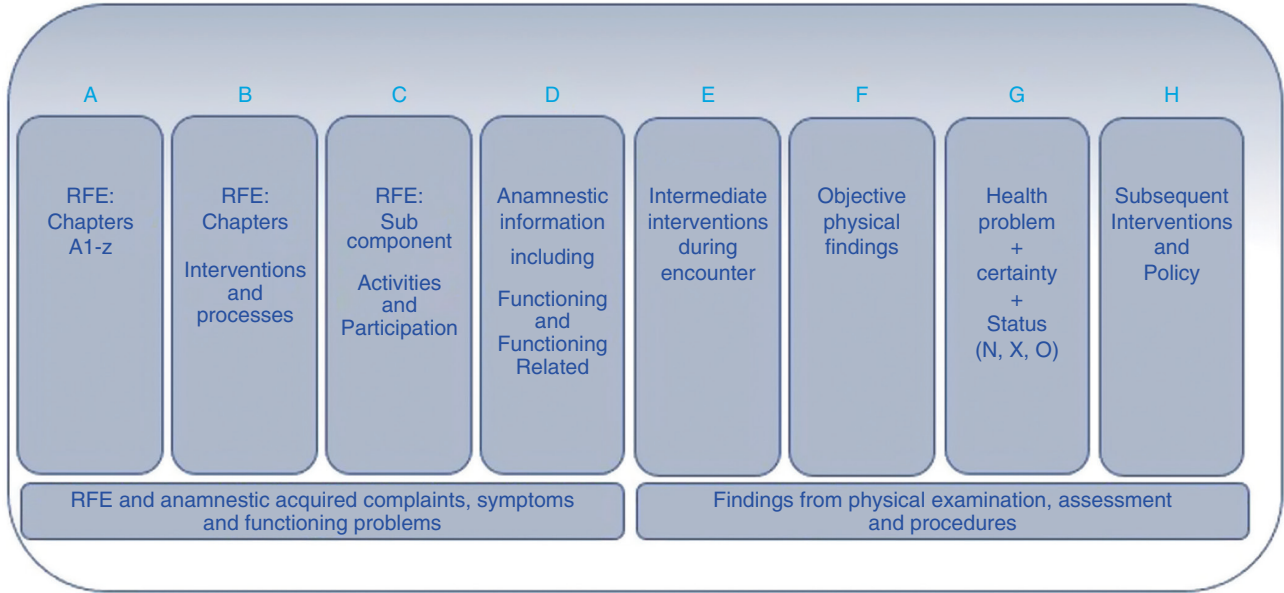 A
B
C
D
E
F
G
H
RFE:
Chapters
A1-z
RFE:
Chapters
Interventions
and
processes
RFE:
Sub
component
Activities
and
Participation
Anamnestic
information
including
Functioning
and
Functioning
Related
Intermediate
interventions
during
encounter
Objective
physical
findings
Health
problem
+
certainty
+
Status
(N, X, O)
Subsequent
Interventions
and
Policy
RFE and anamnestic acquired complaints, symptoms
and functioning problems
Findings from physical examination, assessment
and procedures